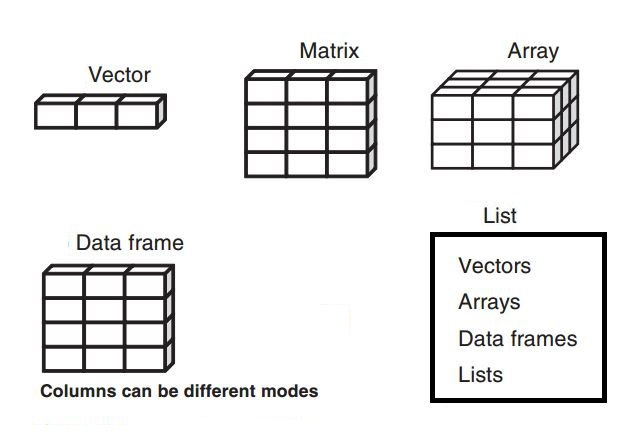 Vector
Matrix
Array
Data frame
Columns can be different modes
List
Vectors
Arrays
Data frames
Lists